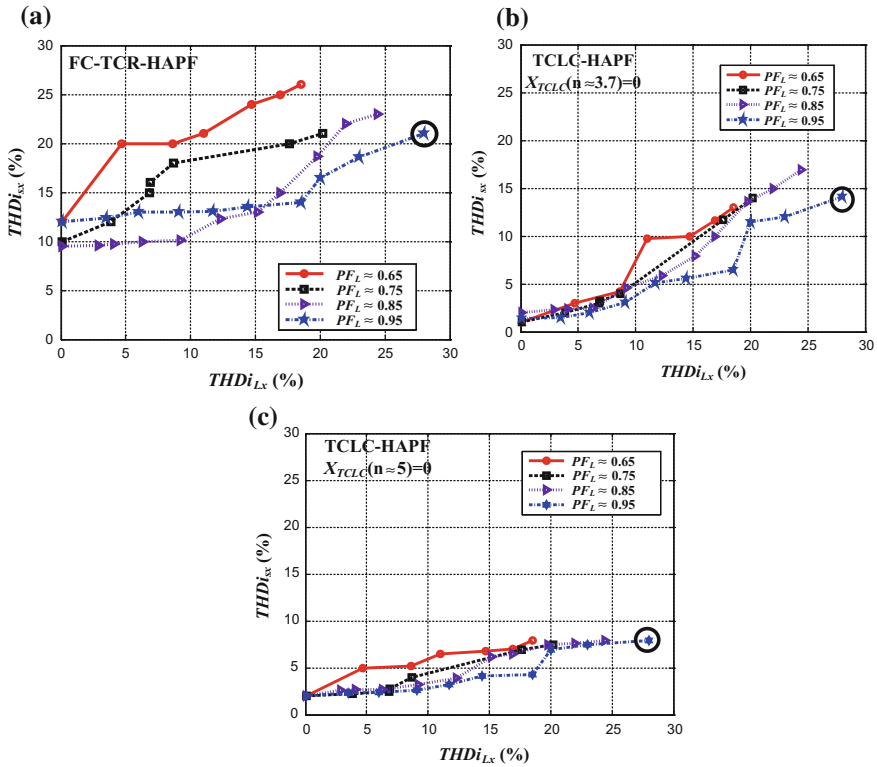 (a)
FC-TCR-HAPF
THDi_sx (%)
30
25
20
15
10
5
0
0 5 10 15 20 25 30
THDi_Lx (%)
PF_L ≈ 0.65
PF_L ≈ 0.75
PF_L ≈ 0.85
PF_L ≈ 0.95
(b)
TCLC-HAPF
X_TCLC(n≈3.7)=0
THDi_sx (%)
30
25
20
15
10
5
0
0 5 10 15 20 25 30
THDi_Lx (%)
PF_L ≈ 0.65
PF_L ≈ 0.75
PF_L ≈ 0.85
PF_L ≈ 0.95
(c)
TCLC-HAPF
X_TCLC(n≈5)=0
THDi_sx (%)
30
25
20
15
10
5
0
0 5 10 15 20 25 30
THDi_Lx (%)
PF_L ≈ 0.65
PF_L ≈ 0.75
PF_L ≈ 0.85
PF_L ≈ 0.95